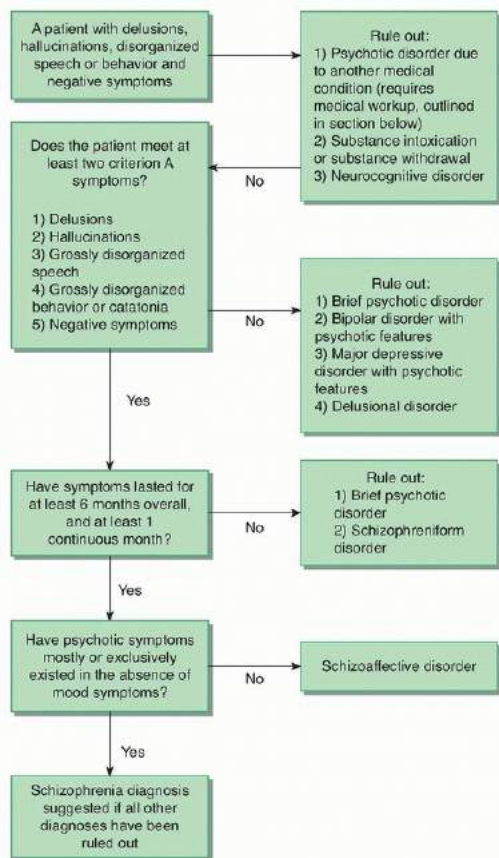 A patient with delusions,
hallucinations, disorganized
speech or behavior and
negative symptoms
Rule out:
1) Psychotic disorder due
to another medical
condition (requires
medical workup, outlined
in section below)
2) Substance intoxication
or substance withdrawal
3) Neurocognitive disorder
No
Does the patient meet at
least two criterion A
symptoms?
1) Delusions
2) Hallucinations
3) Grossly disorganized
speech
4) Grossly disorganized
behavior or catatonia
5) Negative symptoms
No
Rule out:
1) Brief psychotic disorder
2) Bipolar disorder with
psychotic features
3) Major depressive
disorder with psychotic
features
4) Delusional disorder
Yes
Have symptoms lasted for
at least 6 months overall,
and at least 1
continuous month?
No
Rule out:
1) Brief psychotic
disorder
2) Schizophreniform
disorder
Yes
Have psychotic symptoms
mostly or exclusively
existed in the absence of
mood symptoms?
No
Schizoaffective disorder
Yes
Schizophrenia diagnosis
suggested if all other
diagnoses have been
ruled out